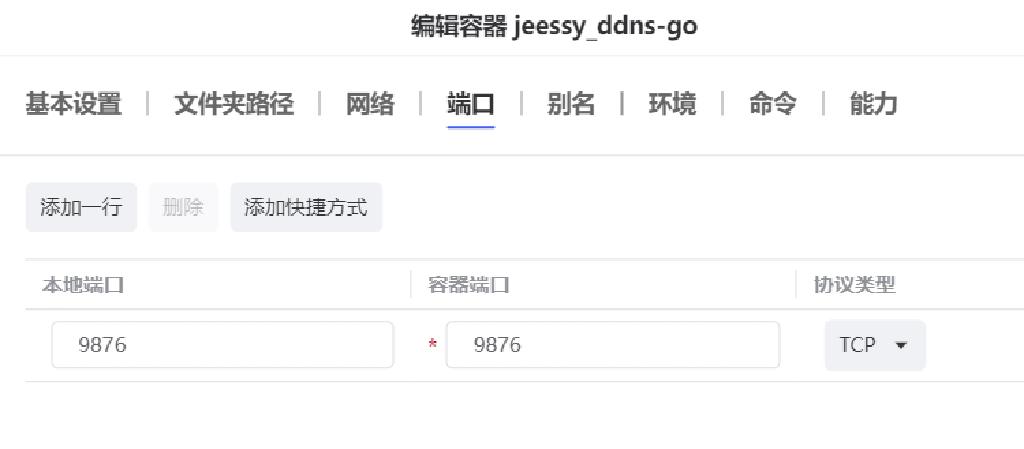 编辑容器 jeessy_ddns-go
基本设置 | 文件夹路径 | 网络 | 端口 | 别名 | 环境 | 命令 | 能力
添加一行 删除 添加快捷方式
本地端口 容器端口 协议类型
9876 * 9876 TCP